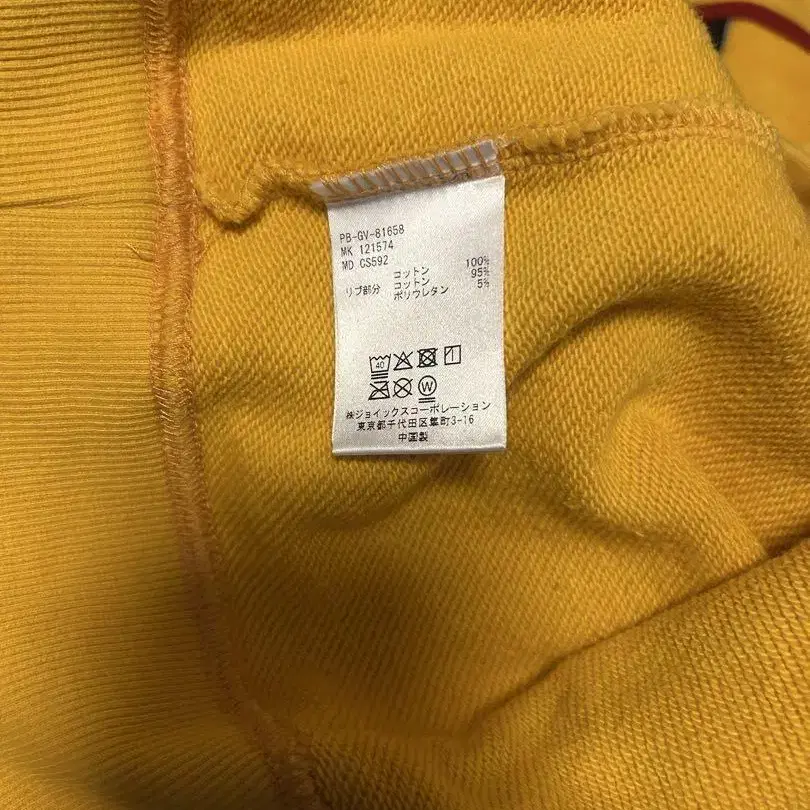 PB-GV-81658
MK 121574
MD CS592
コットン 100%
リブ部分 コットン 95%
ポリウレタン 5%
40
W
㈱ジョイックスコーポレーション
東京都千代田区隼町3-16
中国製